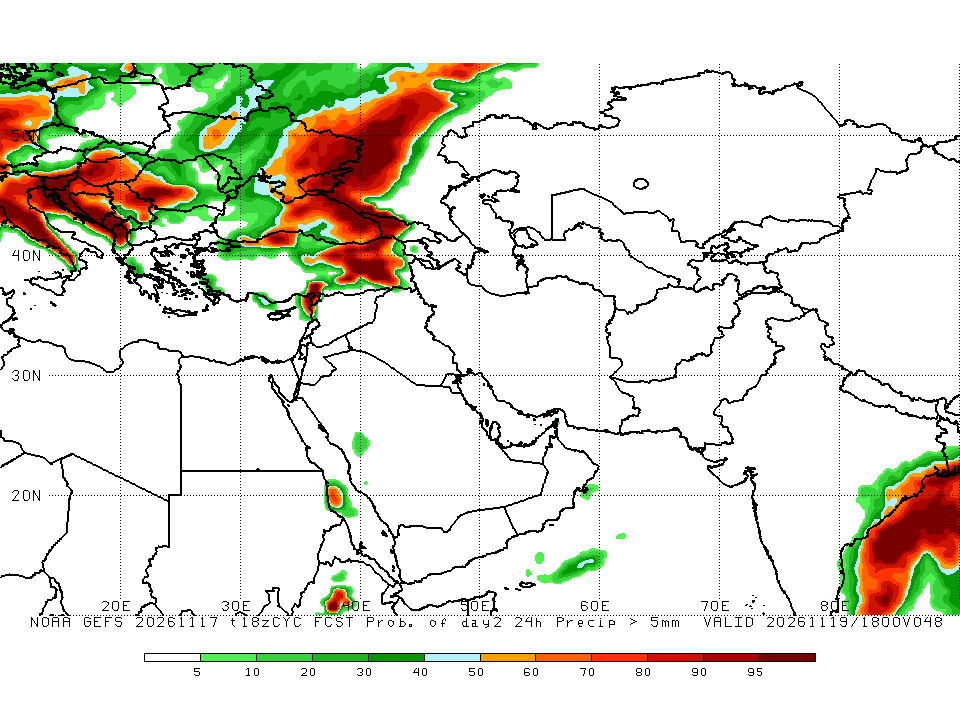 50N
40N
30N
20N
20E 30E 40E 50E 60E 70E 80E
NOAA GEFS 20261117 t18zCYC FCST Prob. of day2 24h Precip > 5mm VALID 20261119/1800V048
5 10 20 30 40 50 60 70 80 90 95